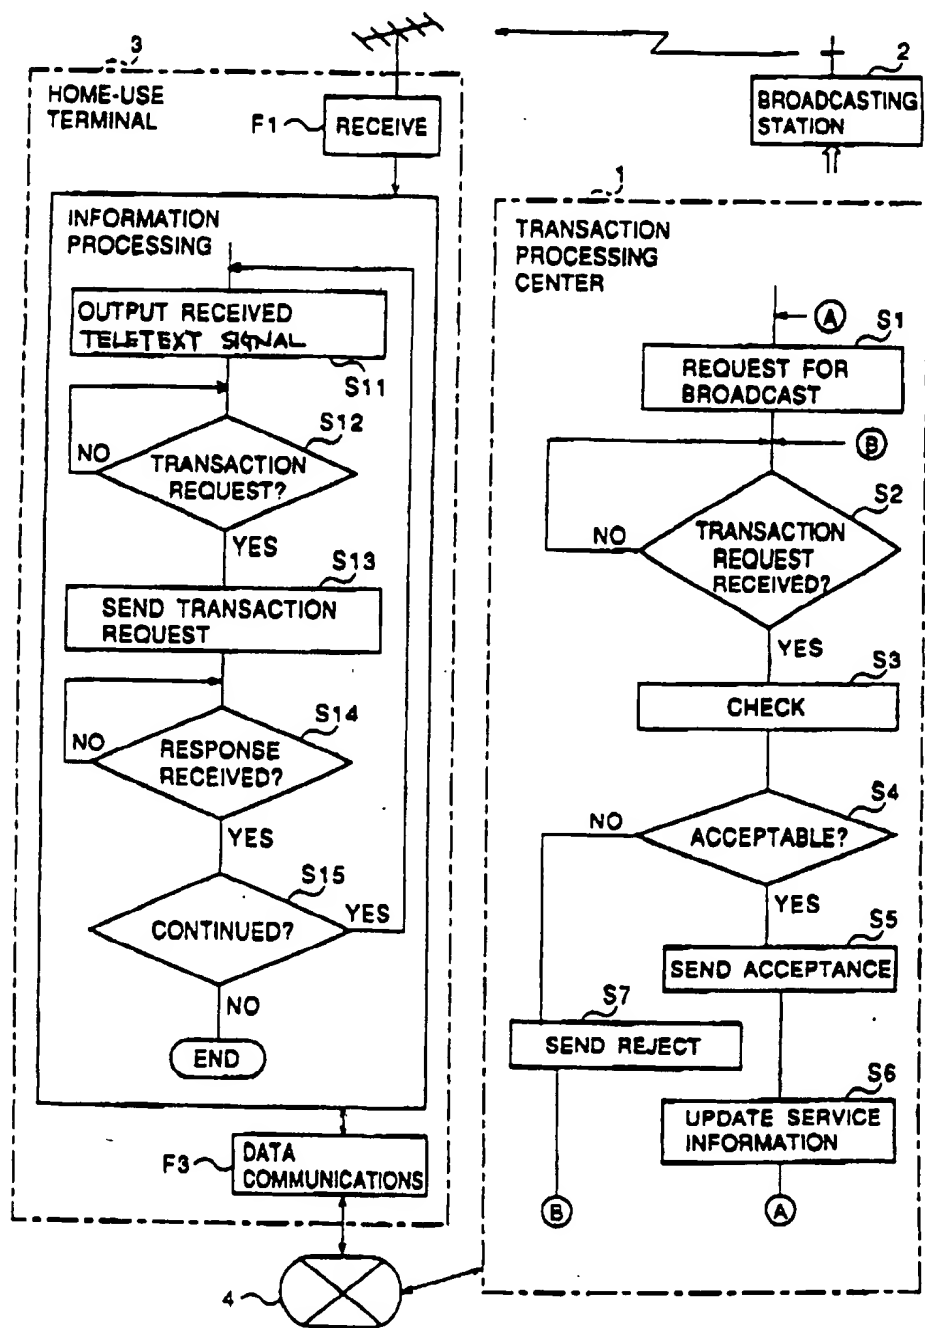 3
HOME-USE
TERMINAL
F1
RECEIVE
2
BROADCASTING
STATION
INFORMATION
PROCESSING
OUTPUT RECEIVED
TELETEXT SIGNAL
S11
S12
NO
TRANSACTION
REQUEST?
YES
S13
SEND TRANSACTION
REQUEST
S14
NO
RESPONSE
RECEIVED?
YES
S15
CONTINUED?
YES
NO
END
F3
DATA
COMMUNICATIONS
4
1
TRANSACTION
PROCESSING
CENTER
A
S1
REQUEST FOR
BROADCAST
B
S2
NO
TRANSACTION
REQUEST
RECEIVED?
YES
S3
CHECK
S4
NO
ACCEPTABLE?
YES
S5
SEND ACCEPTANCE
S7
SEND REJECT
S6
UPDATE SERVICE
INFORMATION
B
A